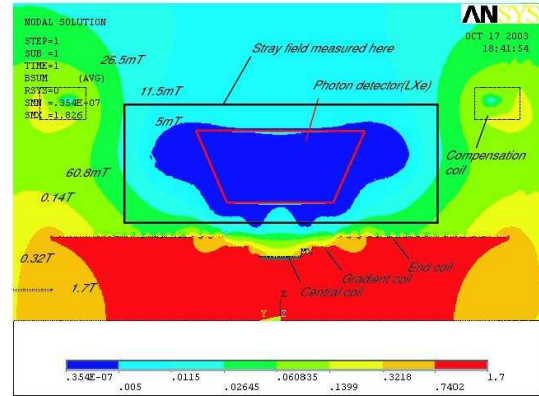 NODAL SOLUTION
STEP=1
SUB =1
TIME=1
BSUM (AVG)
RSYS=0
SMN =.354E-07
SMX =1.826
ANSYS
OCT 17 2003
18:41:54
26.5mT
Stray field measured here
11.5mT
Photon detector(LXe)
5mT
Compensation
coil
60.8mT
0.14T
0.32T
End coil
Gradient coil
Central coil
1.7T
X
Y Z
.354E-07 .0115 .060835 .3218 1.7
.005 .02645 .1399 .7402